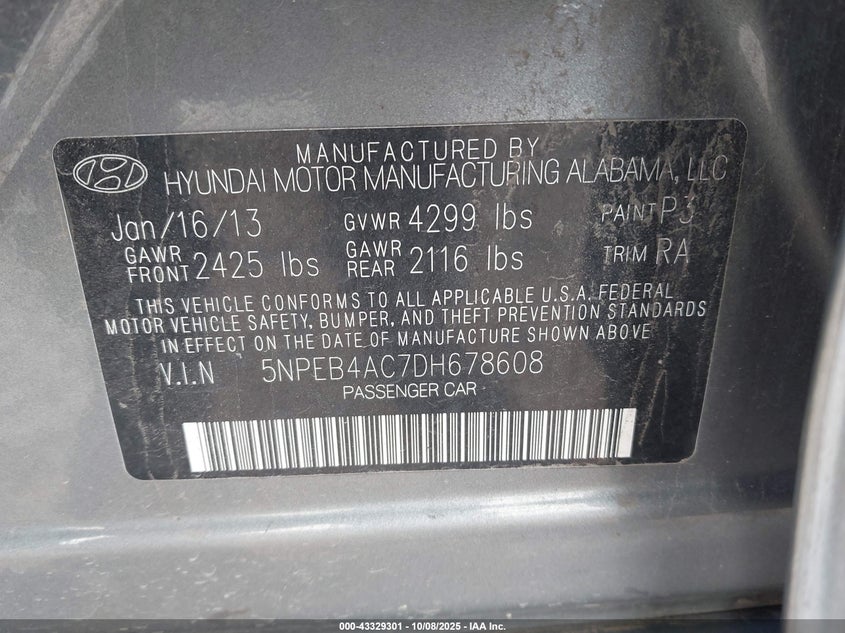 MANUFACTURED BY
HYUNDAI MOTOR MANUFACTURING ALABAMA, LLC
Jan/16/13 GVWR 4299 lbs PAINT P3
GAWR FRONT 2425 lbs GAWR REAR 2116 lbs TRIM RA
THIS VEHICLE CONFORMS TO ALL APPLICABLE U.S.A. FEDERAL
MOTOR VEHICLE SAFETY, BUMPER, AND THEFT PREVENTION STANDARDS
IN EFFECT ON THE DATE OF MANUFACTURE SHOWN ABOVE
V.I.N 5NPEB4AC7DH678608
PASSENGER CAR
000-43329301 - 10/08/2025 - IAA Inc.